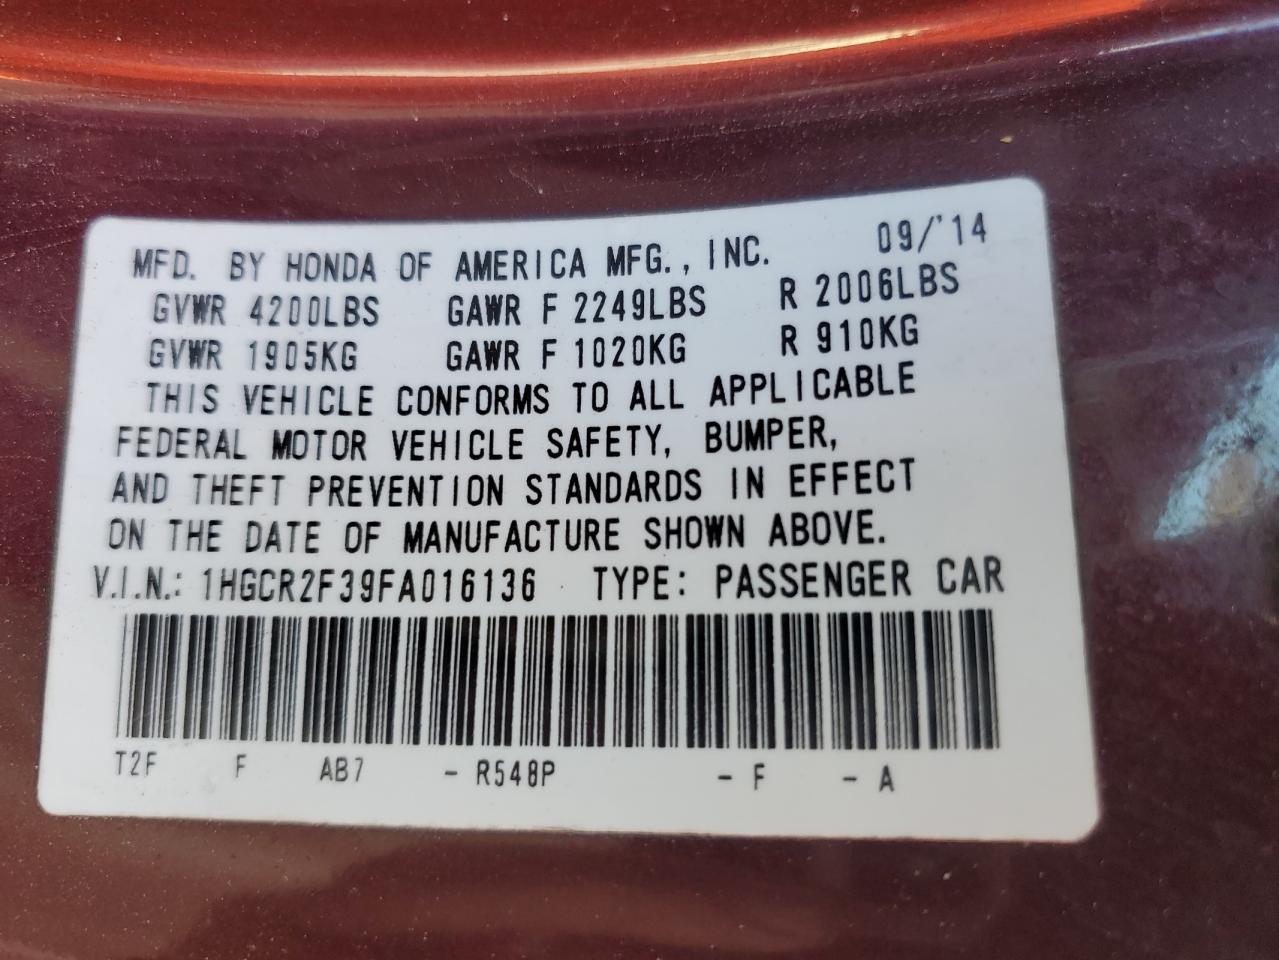 MFD. BY HONDA OF AMERICA MFG., INC. 09/'14
GVWR 4200LBS GAWR F 2249LBS R 2006LBS
GVWR 1905KG GAWR F 1020KG R 910KG
THIS VEHICLE CONFORMS TO ALL APPLICABLE
FEDERAL MOTOR VEHICLE SAFETY, BUMPER,
AND THEFT PREVENTION STANDARDS IN EFFECT
ON THE DATE OF MANUFACTURE SHOWN ABOVE.
V.I.N.: 1HGCR2F39FA016136 TYPE: PASSENGER CAR
T2F F AB7 - R548P - F - A